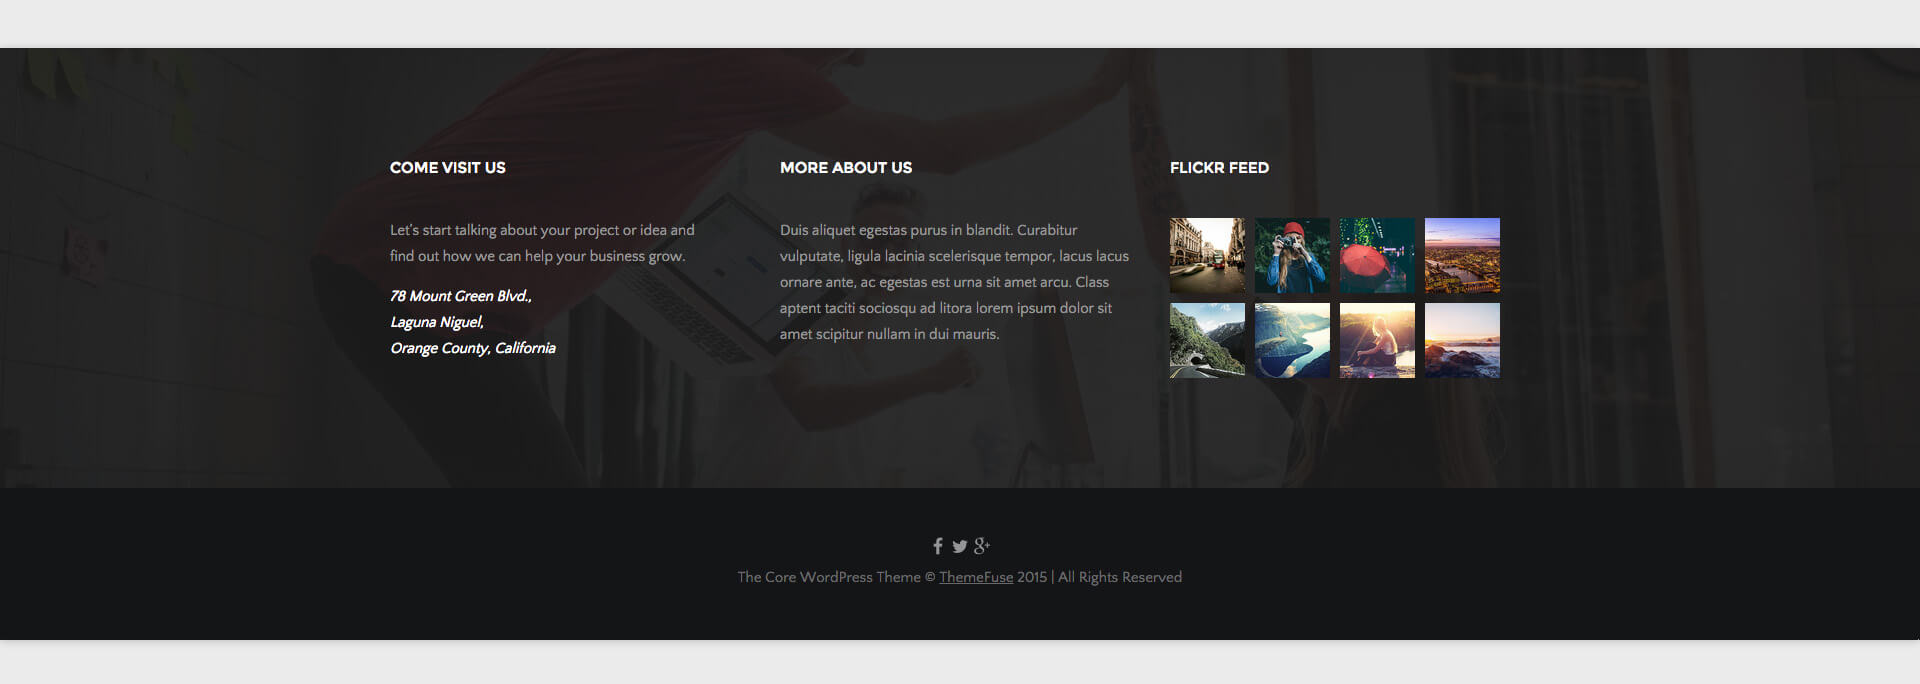 COME VISIT US
Let's start talking about your project or idea and
find out how we can help your business grow.
78 Mount Green Blvd.,
Laguna Niguel,
Orange County, California
MORE ABOUT US
Duis aliquet egestas purus in blandit. Curabitur
vulputate, ligula lacinia scelerisque tempor, lacus lacus
ornare ante, ac egestas est urna sit amet arcu. Class
aptent taciti sociosqu ad litora lorem ipsum dolor sit
amet scipitur nullam in dui mauris.
FLICKR FEED
The Core WordPress Theme © ThemeFuse 2015 | All Rights Reserved